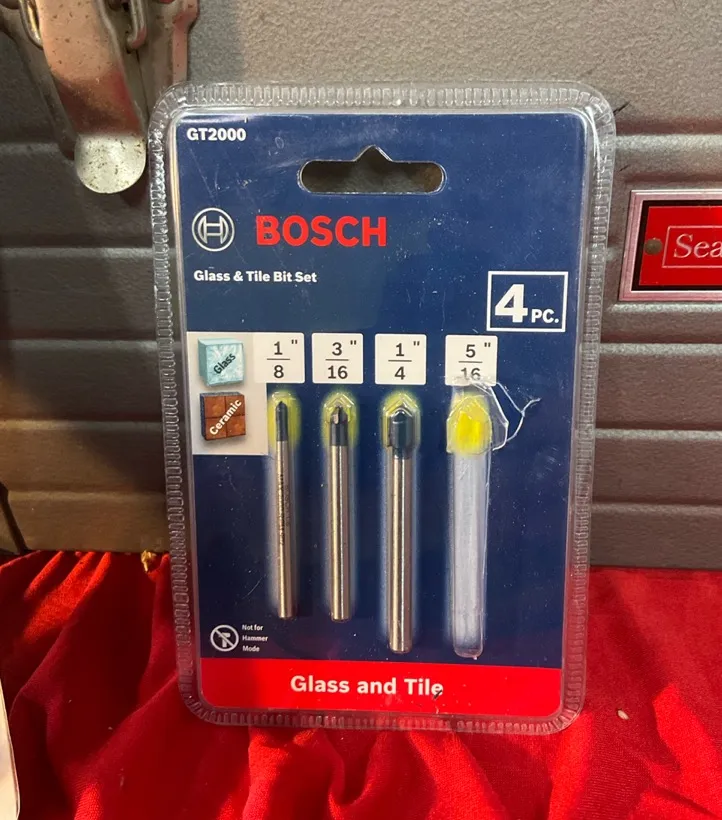 GT2000
BOSCH
Glass & Tile Bit Set
4 PC.
Glass
Ceramic
1/8" 3/16" 1/4" 5/16"
Not for
Hammer
Mode
Glass and Tile
Sea